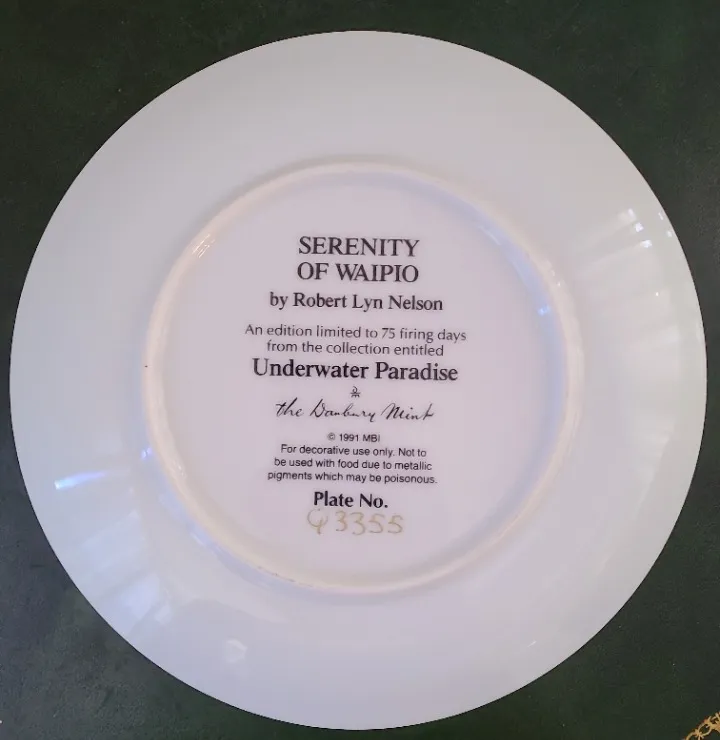 SERENITY
OF WAIPIO
by Robert Lyn Nelson
An edition limited to 75 firing days
from the collection entitled
Underwater Paradise
the Danbury Mint
© 1991 MBI
For decorative use only. Not to
be used with food due to metallic
pigments which may be poisonous.
Plate No.
Q3355